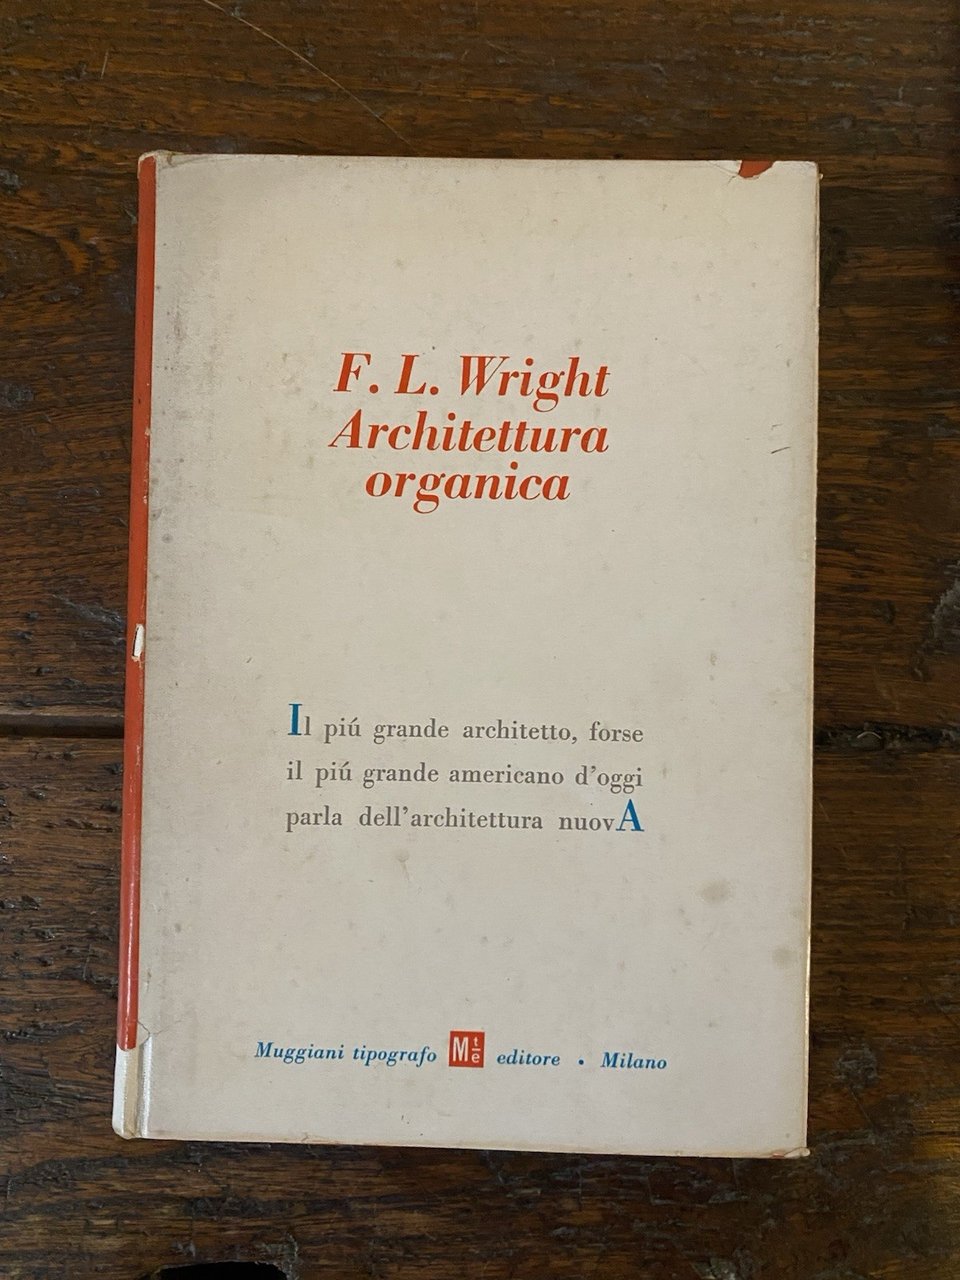 F. L. Wright
Architettura
organica
Il piú grande architetto, forse
il piú grande americano d'oggi
parla dell'architettura nuovA
Muggiani tipografo Mte editore • Milano